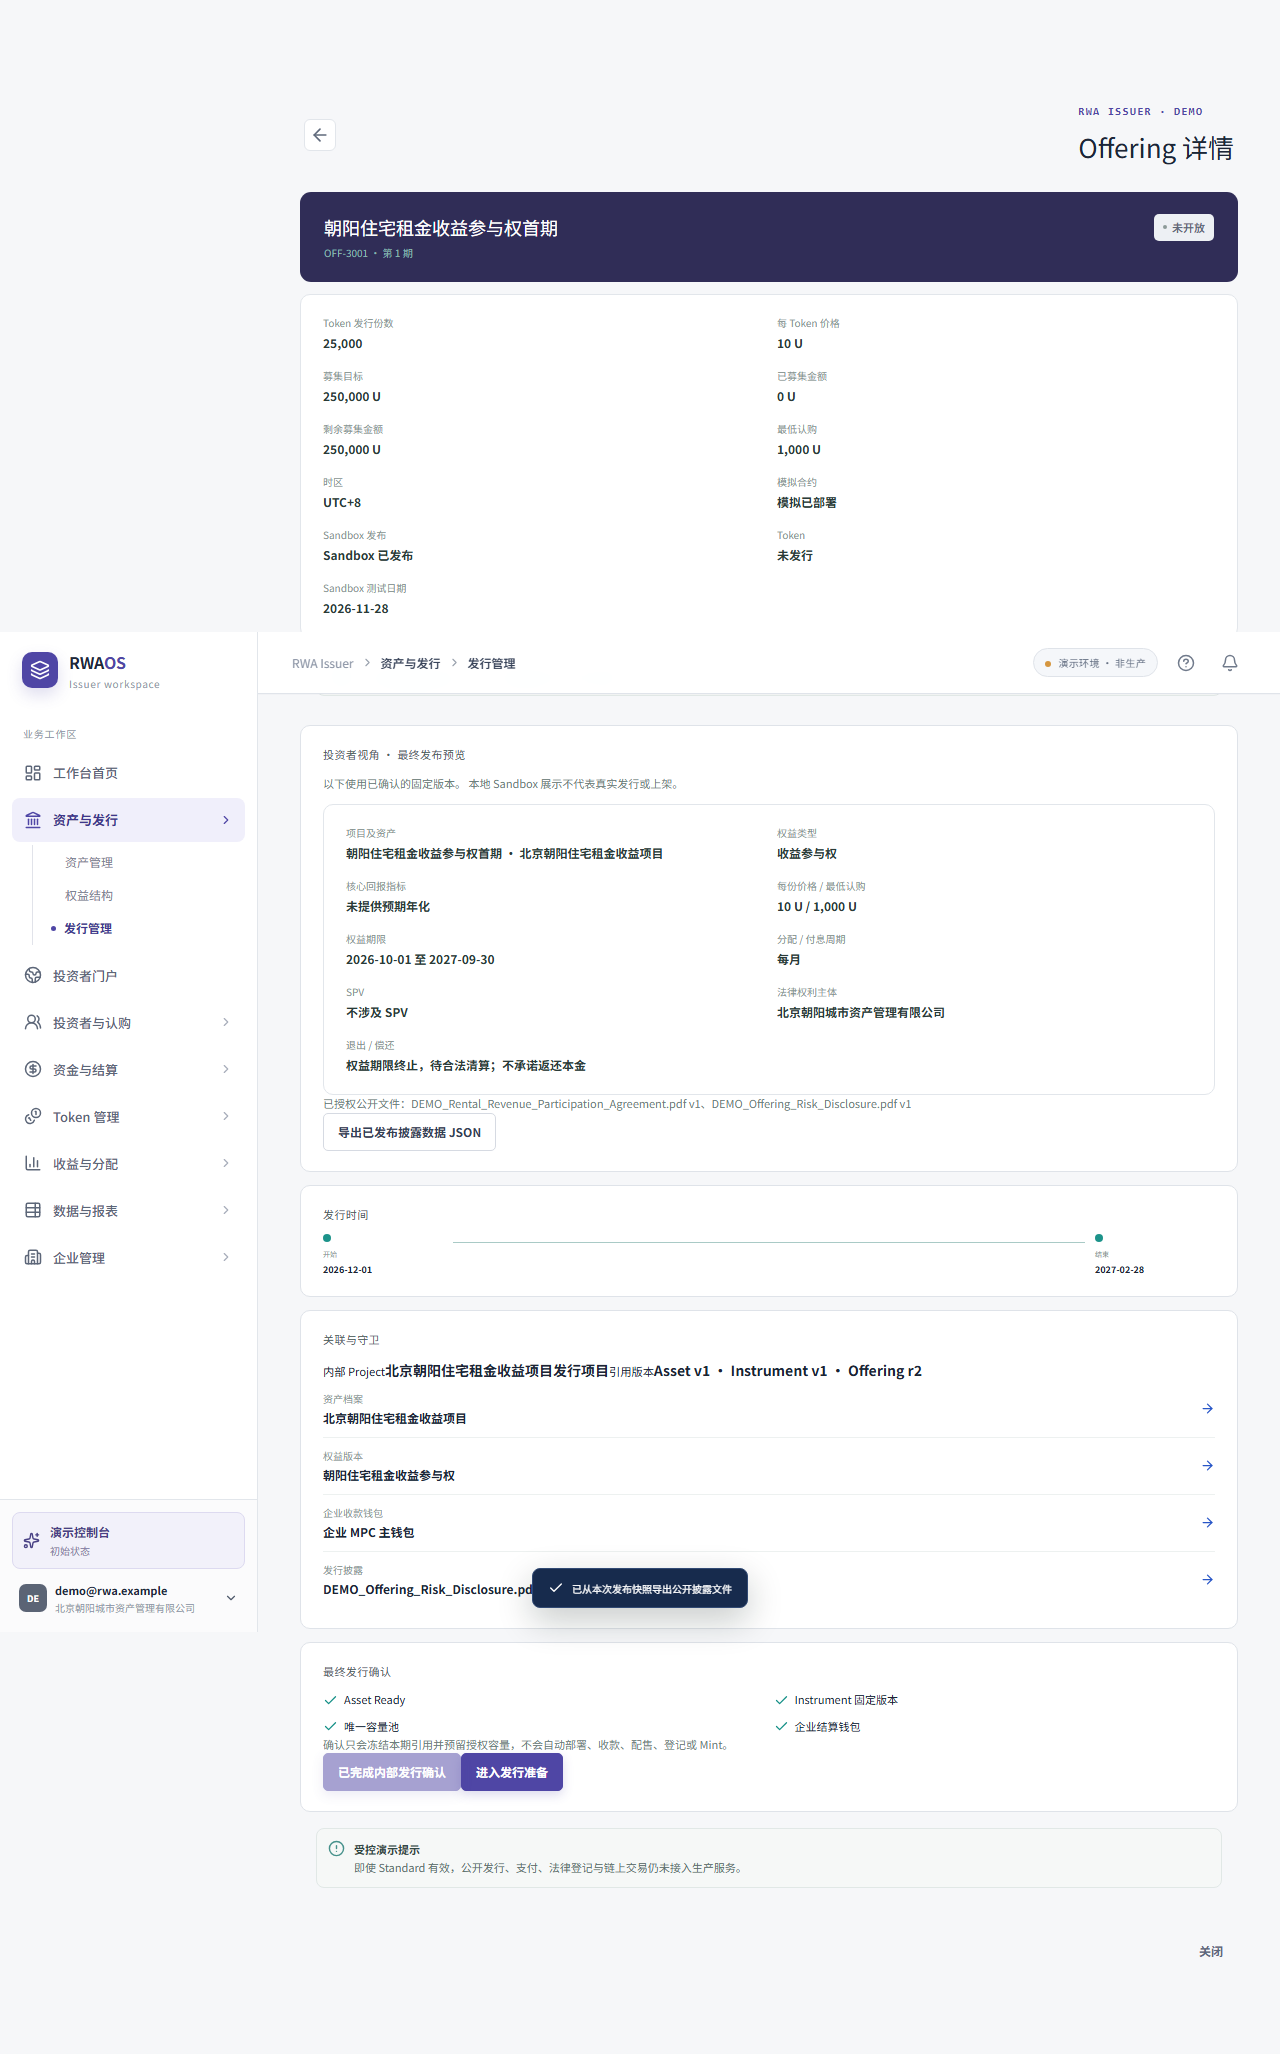 RWA ISSUER · DEMO
Offering 详情
朝阳住宅租金收益参与权首期
OFF-3001 · 第 1 期
未开放
Token 发行份数
25,000
每 Token 价格
10 U
募集目标
250,000 U
已募集金额
0 U
剩余募集金额
250,000 U
最低认购
1,000 U
时区
UTC+8
模拟合约
模拟已部署
Sandbox 发布
Sandbox 已发布
Token
未发行
Sandbox 测试日期
2026-11-28
RWAOS
Issuer workspace
业务工作区
工作台首页
资产与发行
资产管理
权益结构
发行管理
投资者门户
投资者与认购
资金与结算
Token 管理
收益与分配
数据与报表
企业管理
演示控制台
初始状态
DE
demo@rwa.example
北京朝阳城市资产管理有限公司
RWA Issuer
资产与发行
发行管理
演示环境 · 非生产
投资者视角 · 最终发布预览
以下使用已确认的固定版本。 本地 Sandbox 展示不代表真实发行或上架。
项目及资产
朝阳住宅租金收益参与权首期 · 北京朝阳住宅租金收益项目
权益类型
收益参与权
核心回报指标
未提供预期年化
每份价格 / 最低认购
10 U / 1,000 U
权益期限
2026-10-01 至 2027-09-30
分配 / 付息周期
每月
SPV
不涉及 SPV
法律权利主体
北京朝阳城市资产管理有限公司
退出 / 偿还
权益期限终止，待合法清算；不承诺返还本金
已授权公开文件：DEMO_Rental_Revenue_Participation_Agreement.pdf v1、DEMO_Offering_Risk_Disclosure.pdf v1
导出已发布披露数据 JSON
发行时间
开始
2026-12-01
结束
2027-02-28
关联与守卫
内部 Project北京朝阳住宅租金收益项目发行项目引用版本Asset v1 · Instrument v1 · Offering r2
资产档案
北京朝阳住宅租金收益项目
权益版本
朝阳住宅租金收益参与权
企业收款钱包
企业 MPC 主钱包
发行披露
DEMO_Offering_Risk_Disclosure.pd
已从本次发布快照导出公开披露文件
最终发行确认
Asset Ready
Instrument 固定版本
唯一容量池
企业结算钱包
确认只会冻结本期引用并预留授权容量，不会自动部署、收款、配售、登记或 Mint。
已完成内部发行确认
进入发行准备
受控演示提示
即使 Standard 有效，公开发行、支付、法律登记与链上交易仍未接入生产服务。
关闭